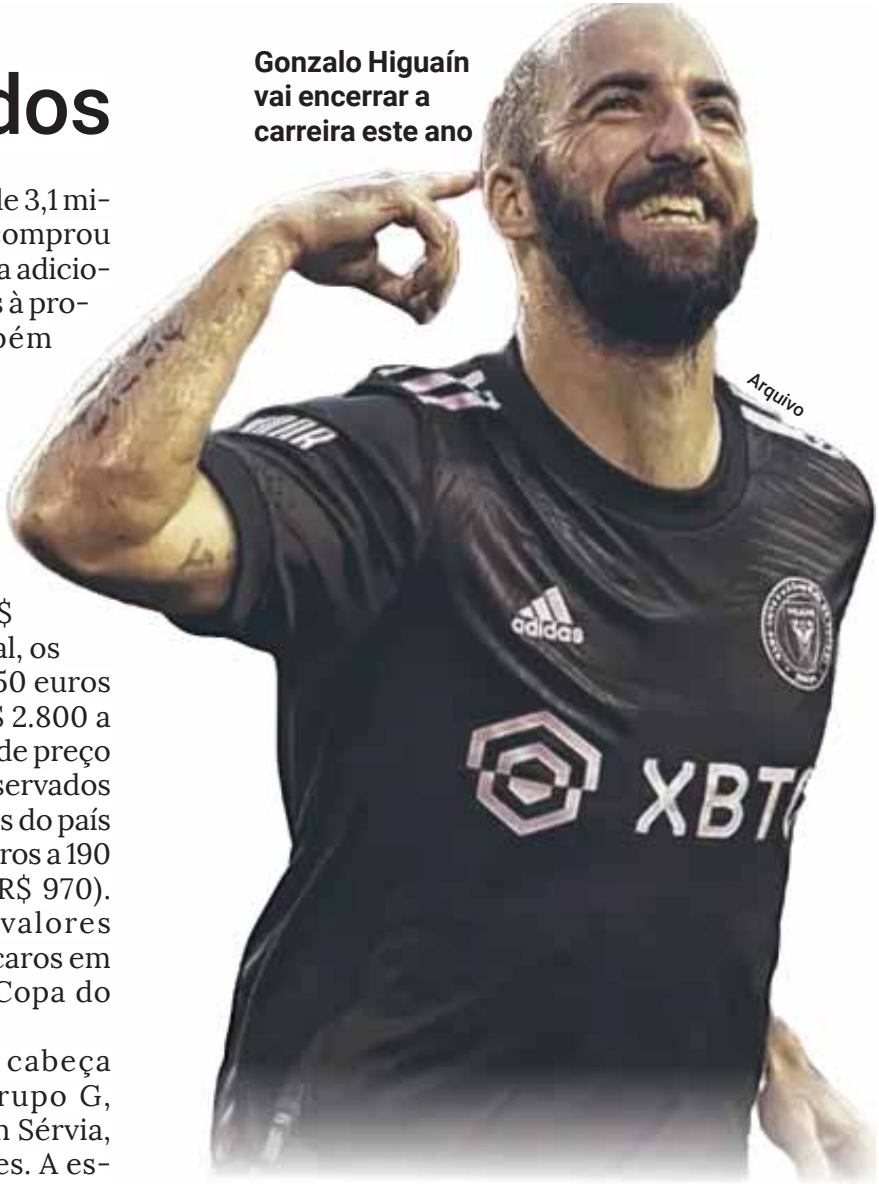 dos
Gonzalo Higuaín
vai encerrar a
carreira este ano
le 3,1 mi-
comprou
a adicio-
s à pro-
bém
$
al, os
50 euros
$ 2.800 a
de preço
servados
s do país
ros a 190
R$ 970).
valores
caros em
Copa do
cabeça
rupo G,
n Sérvia,
es. A es-
Arquivo
adidas
MIAMI
XBT